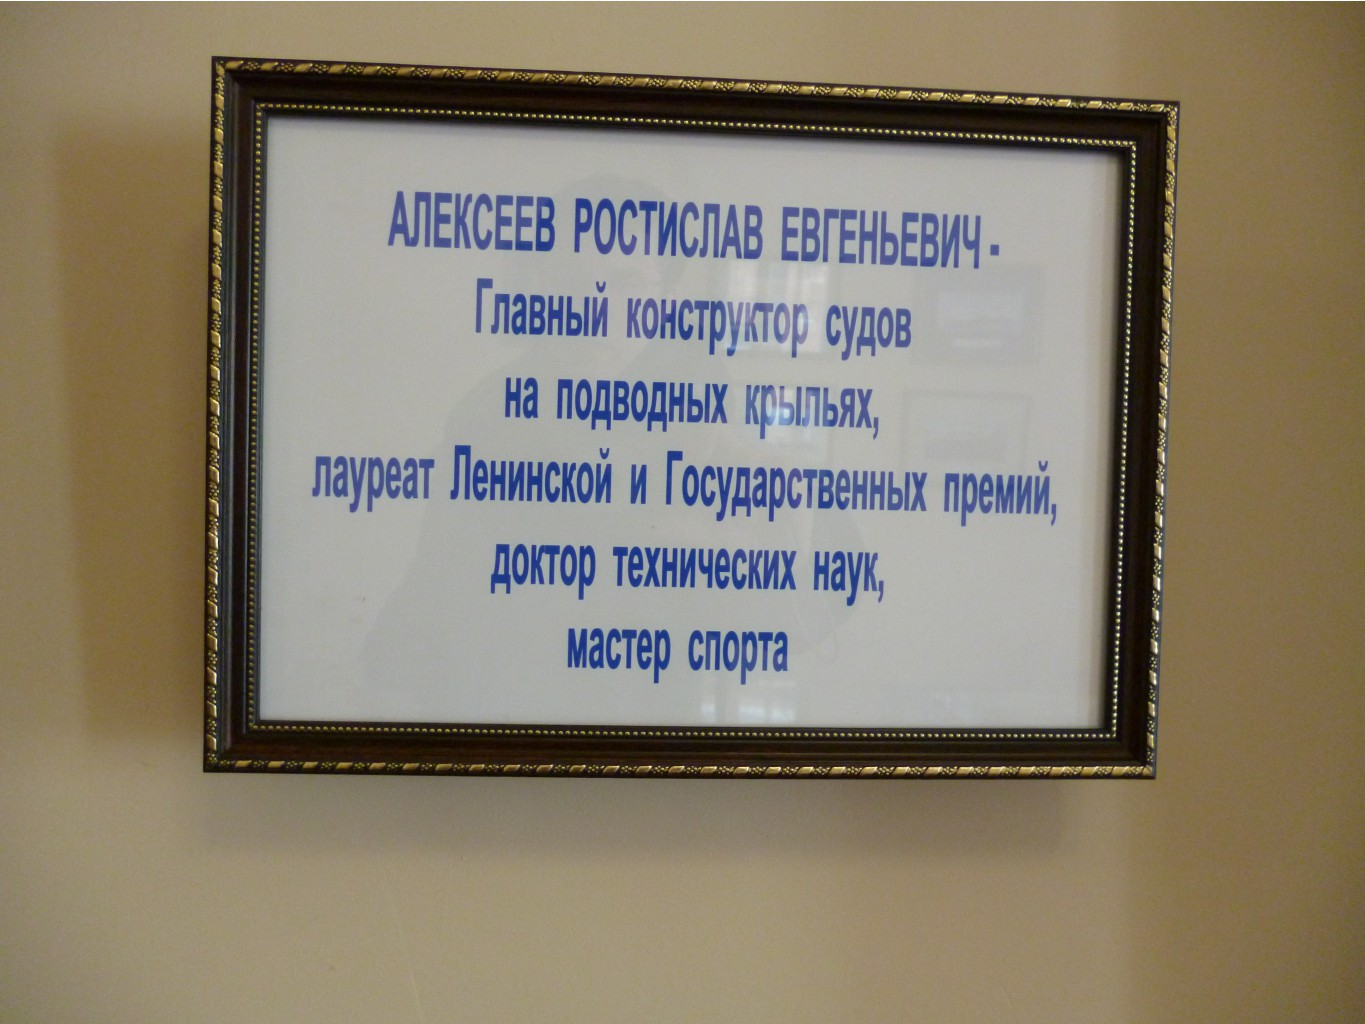 АЛЕКСЕЕВ РОСТИСЛАВ ЕВГЕНЬЕВИЧ -
Главный конструктор судов
на подводных крыльях,
лауреат Ленинской и Государственных премий,
доктор технических наук,
мастер спорта